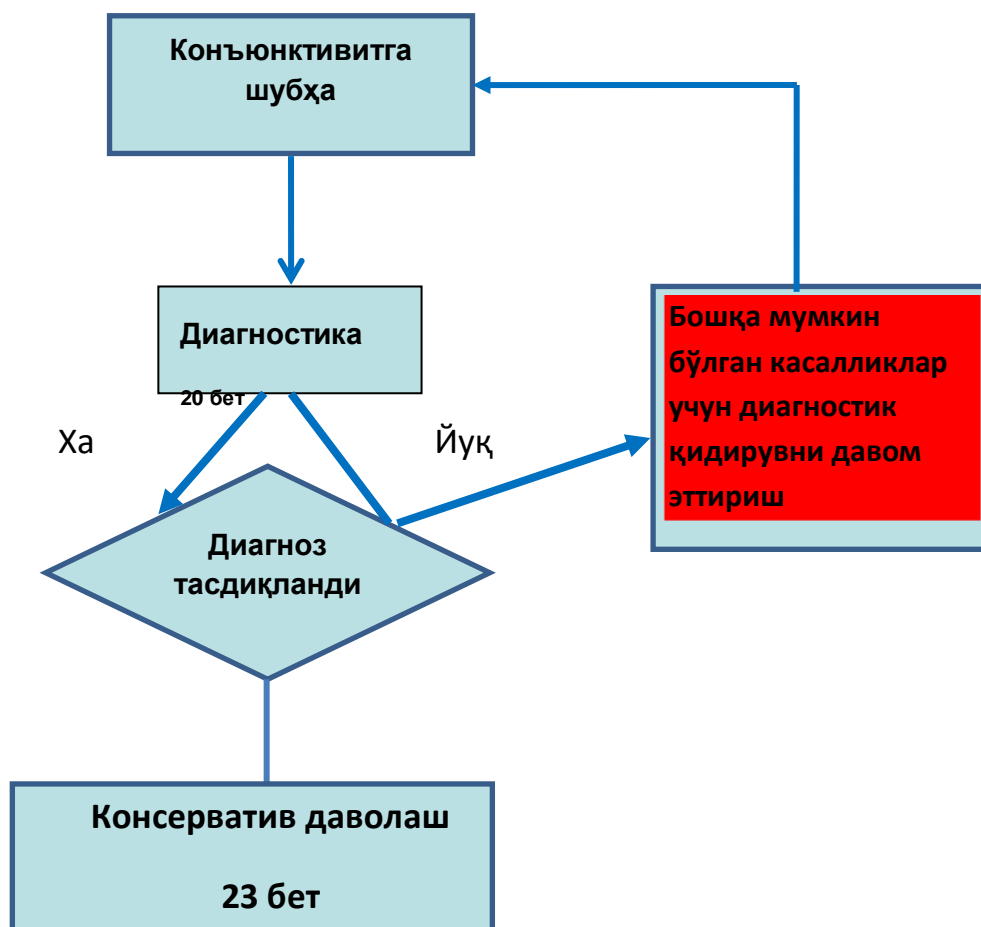 Конъюнктивитга
шубҳа
Диагностика
20 бет
Ха
Йуқ
Бошқа мумкин
бўлган касалликлар
учун диагностик
қидирувни давом
эттириш
Диагноз
тасдиқланди
Консерватив даволаш
23 бет